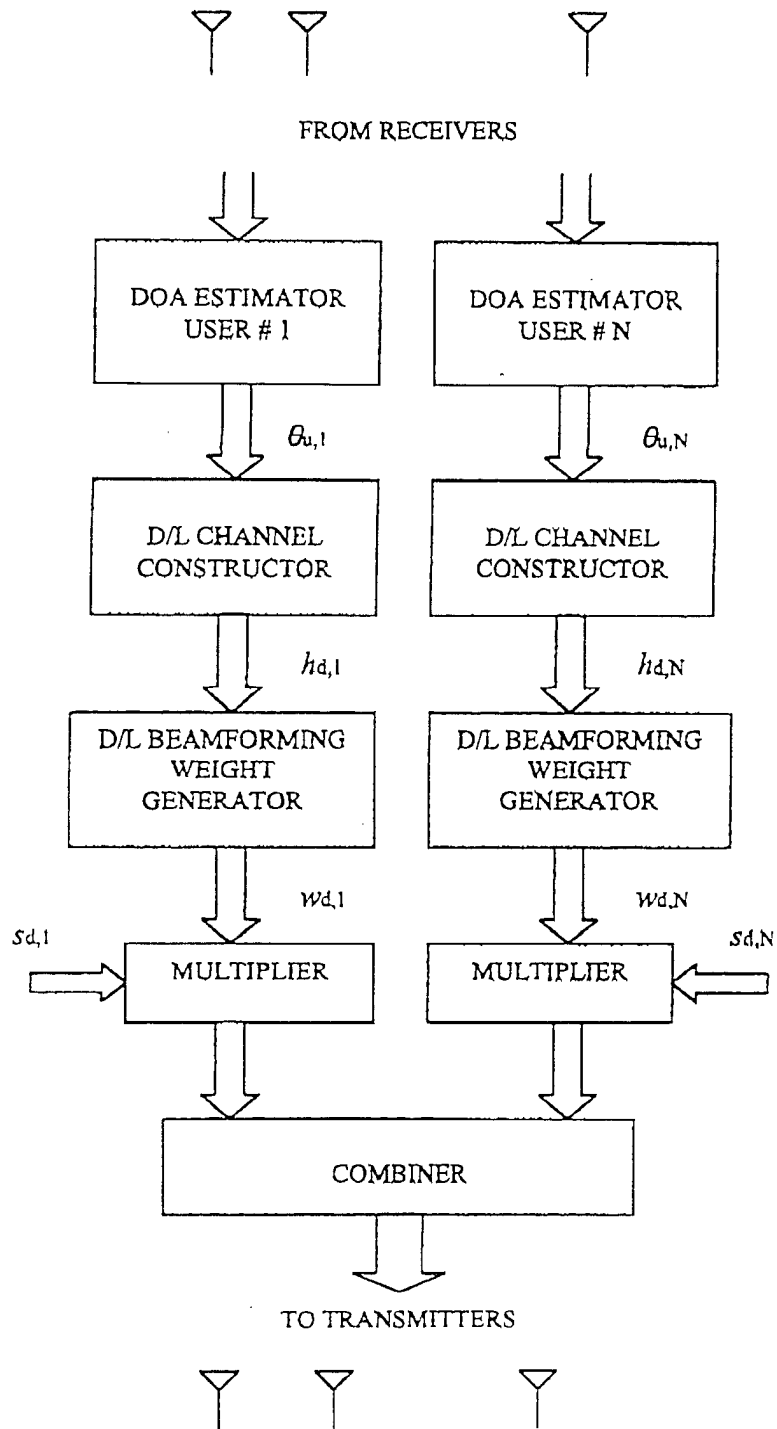 FROM RECEIVERS
DOA ESTIMATOR
USER # 1
DOA ESTIMATOR
USER # N
θu,1
θu,N
D/L CHANNEL
CONSTRUCTOR
D/L CHANNEL
CONSTRUCTOR
hd,1
hd,N
D/L BEAMFORMING
WEIGHT
GENERATOR
D/L BEAMFORMING
WEIGHT
GENERATOR
wd,1
wd,N
sd,1
sd,N
MULTIPLIER
MULTIPLIER
COMBINER
TO TRANSMITTERS